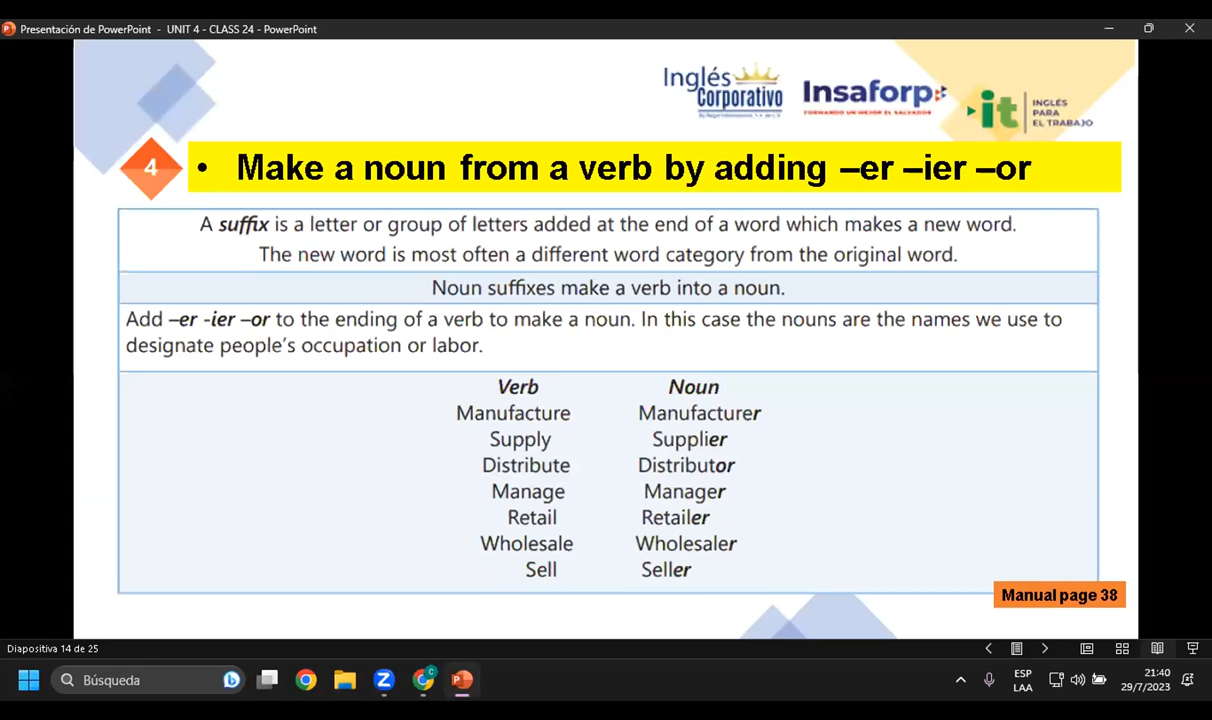 Presentación de PowerPoint - UNIT 4 - CLASS 24 - PowerPoint
Inglés
Corporativo
Insaforp
TORNANDO UN MEJOR EL SALVADOR
it
INGLÉS
PARA
EL TRABAJO
4
• Make a noun from a verb by adding –er –ier –or
A suffix is a letter or group of letters added at the end of a word which makes a new word.
The new word is most often a different word category from the original word.
Noun suffixes make a verb into a noun.
Add –er -ier –or to the ending of a verb to make a noun. In this case the nouns are the names we use to
designate people's occupation or labor.
Verb Noun
Manufacture Manufacturer
Supply Supplier
Distribute Distributor
Manage Manager
Retail Retailer
Wholesale Wholesaler
Sell Seller
Manual page 38
Diapositiva 14 de 25
Búsqueda
ESP
LAA
21:40
29/7/2023